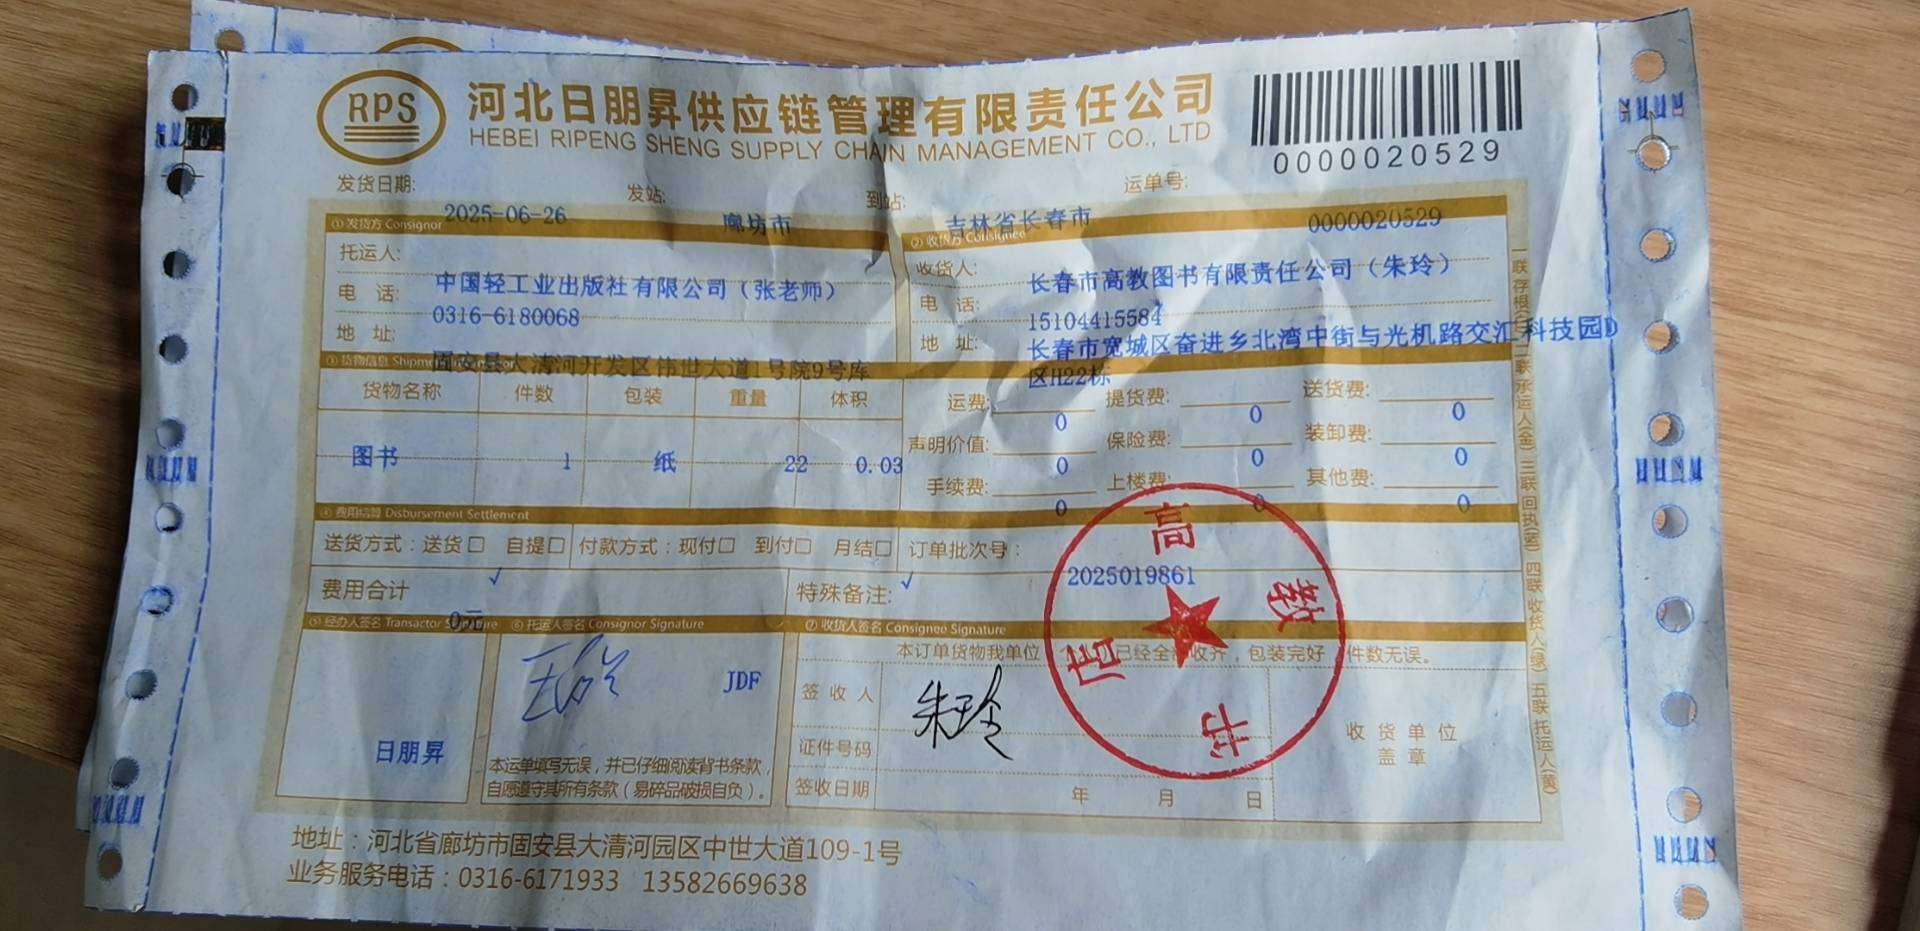 RPS
河北日朋昇供应链管理有限责任公司
HEBEI RIPENG SHENG SUPPLY CHAIN MANAGEMENT CO., LTD
0000020529
发货日期: 2025-06-26 发站: 廊坊市 到站: 吉林省长春市 运单号: 0000020529
①发货方 Consignor
托运人: 中国轻工业出版社有限公司（张老师）
电 话: 0316-6180068
地 址: 固安县大清河开发区伟世大道1号院9号库
②收货方 Consignee
收货人: 长春市高教图书有限责任公司（朱玲）
电 话: 15104415584
地 址: 长春市宽城区奋进乡北湾中街与光机路交汇科技园D
区H22栋
③货物信息
货物名称 件数 包装 重量 体积
图书 1 纸 22 0.03
运费: 0 提货费: 0 送货费: 0
声明价值: 0 保险费: 0 装卸费: 0
手续费: 0 上楼费: 0 其他费: 0
④费用结算 Disbursement Settlement
送货方式：送货□ 自提□ 付款方式：现付□ 到付□ 月结□ 订单批次号： 2025019861
√ √
费用合计 0元 特殊备注:
⑤经办人签名 Transactor Signature ⑥托运人签名 Consignor Signature ⑦收货人签名 Consignee Signature
日朋昇
JDF
本运单填写无误，并已仔细阅读背书条款，
自愿遵守其所有条款（易碎品破损自负）。
本订单货物我单位 已经全部收齐，包装完好 件数无误。
签 收 人 朱玲
证件号码
签收日期 年 月 日
收 货 单 位
盖 章
高教书店
一联 存根 二联 承运人(金) 三联 回执(蓝) 四联 收货人(绿) 五联 托运人(黄)
地址：河北省廊坊市固安县大清河园区中世大道109-1号
业务服务电话：0316-6171933 13582669638